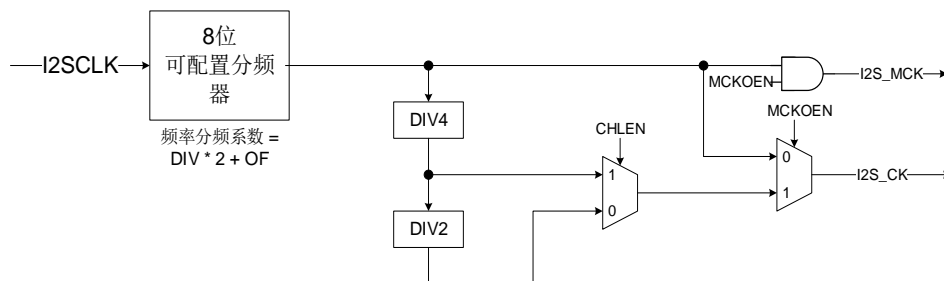 I2SCLK
8位
可配置分频
器
频率分频系数 =
DIV * 2 + OF
DIV4
DIV2
CHLEN
1
0
MCKOEN
I2S_MCK
MCKOEN
0
1
I2S_CK